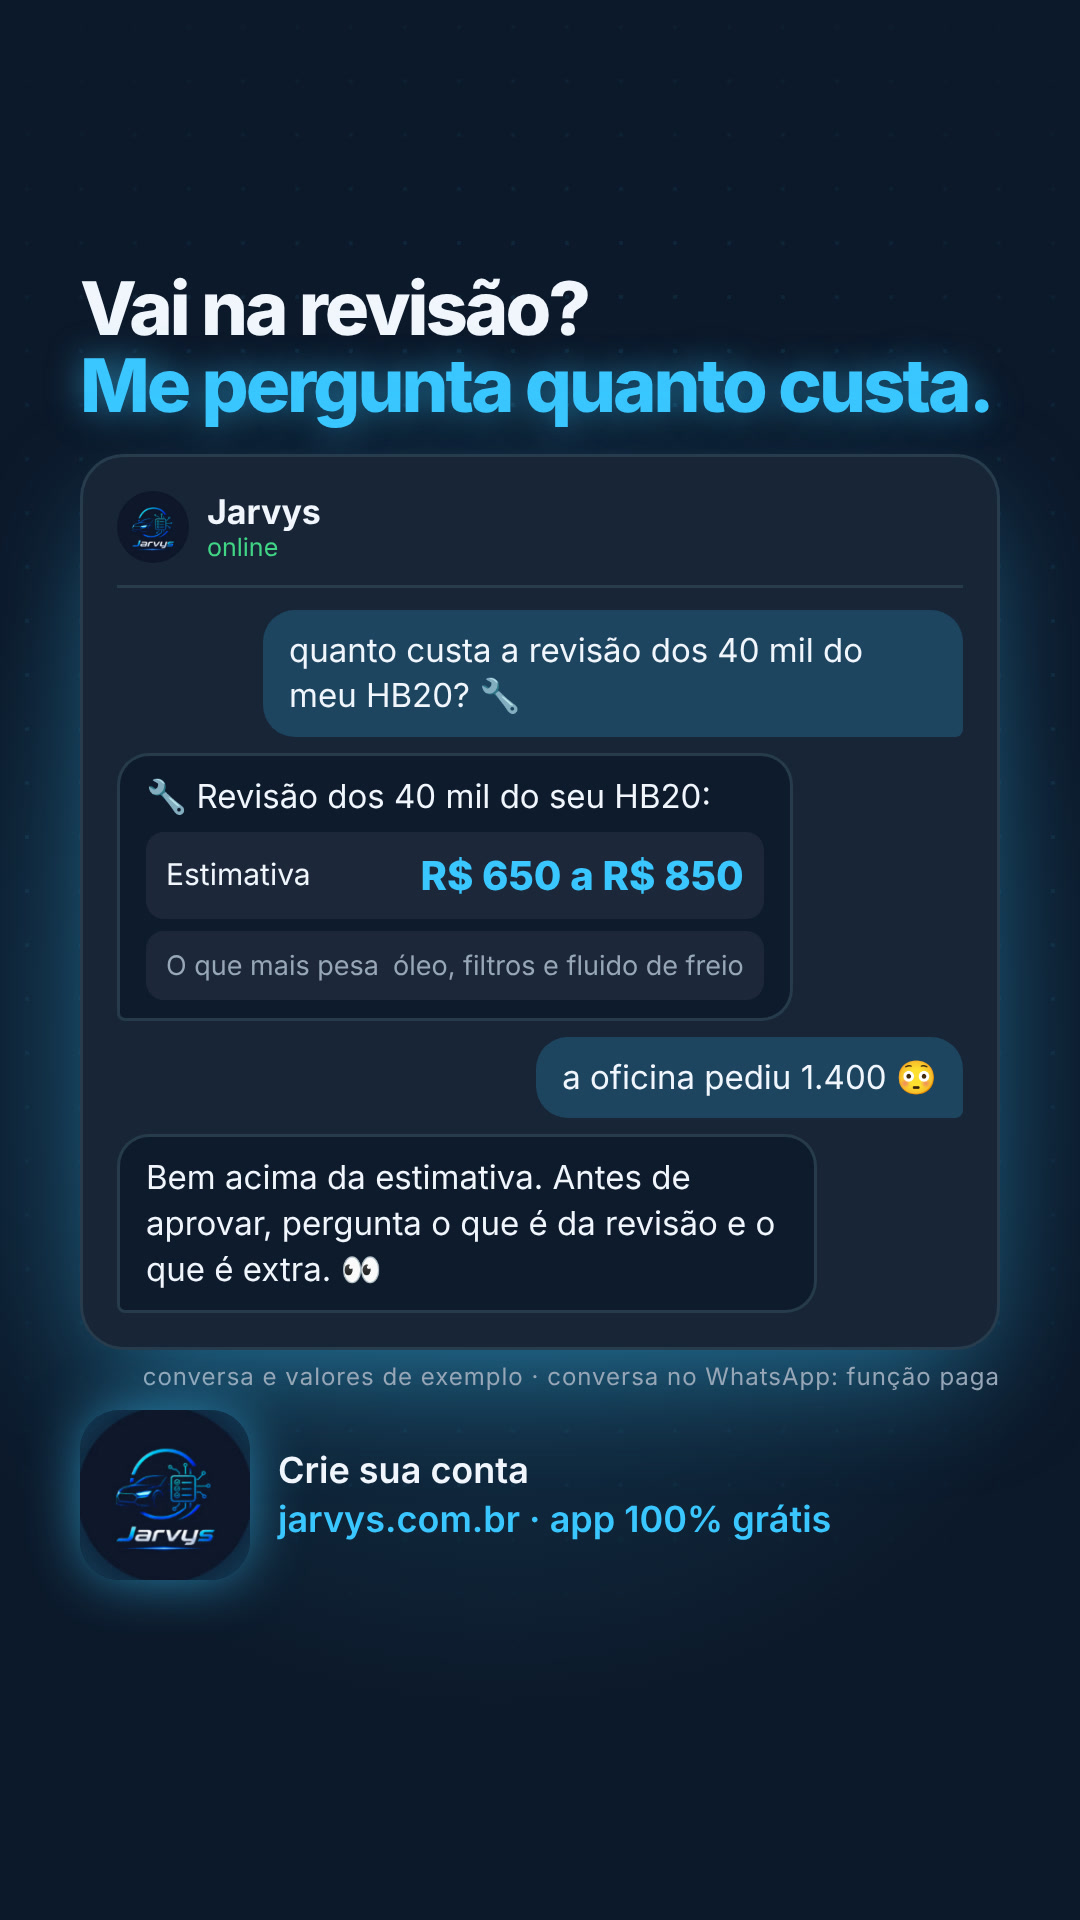 Vai na revisão?
Me pergunta quanto custa.
Jarvys
Jarvys
online
quanto custa a revisão dos 40 mil do
meu HB20? 🔧
🔧 Revisão dos 40 mil do seu HB20:
Estimativa R$ 650 a R$ 850
O que mais pesa óleo, filtros e fluido de freio
a oficina pediu 1.400 😳
Bem acima da estimativa. Antes de
aprovar, pergunta o que é da revisão e o
que é extra. 👀
conversa e valores de exemplo · conversa no WhatsApp: função paga
Jarvys
Crie sua conta
jarvys.com.br · app 100% grátis